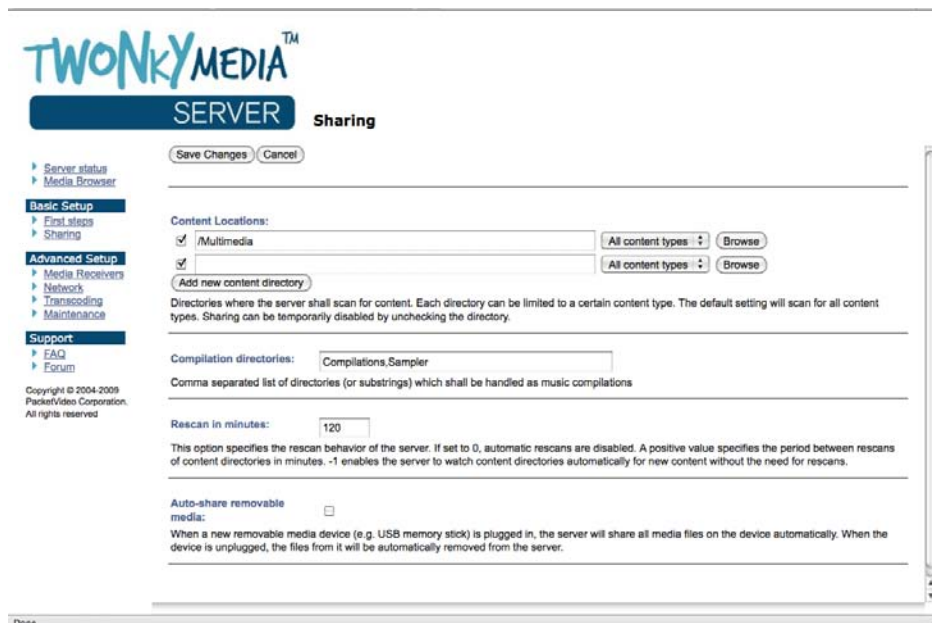 TWONKY MEDIA™
SERVER
Sharing
Save Changes Cancel
Server status
Media Browser
Basic Setup
First steps
Sharing
Advanced Setup
Media Receivers
Network
Transcoding
Maintenance
Support
FAQ
Forum
Copyright © 2004-2009
PacketVideo Corporation.
All rights reserved
Content Locations:
/Multimedia All content types Browse
All content types Browse
Add new content directory
Directories where the server shall scan for content. Each directory can be limited to a certain content type. The default setting will scan for all content
types. Sharing can be temporarily disabled by unchecking the directory.
Compilation directories: Compilations,Sampler
Comma separated list of directories (or substrings) which shall be handled as music compilations
Rescan in minutes: 120
This option specifies the rescan behavior of the server. If set to 0, automatic rescans are disabled. A positive value specifies the period between rescans
of content directories in minutes. -1 enables the server to watch content directories automatically for new content without the need for rescans.
Auto-share removable
media:
When a new removable media device (e.g. USB memory stick) is plugged in, the server will share all media files on the device automatically. When the
device is unplugged, the files from it will be automatically removed from the server.